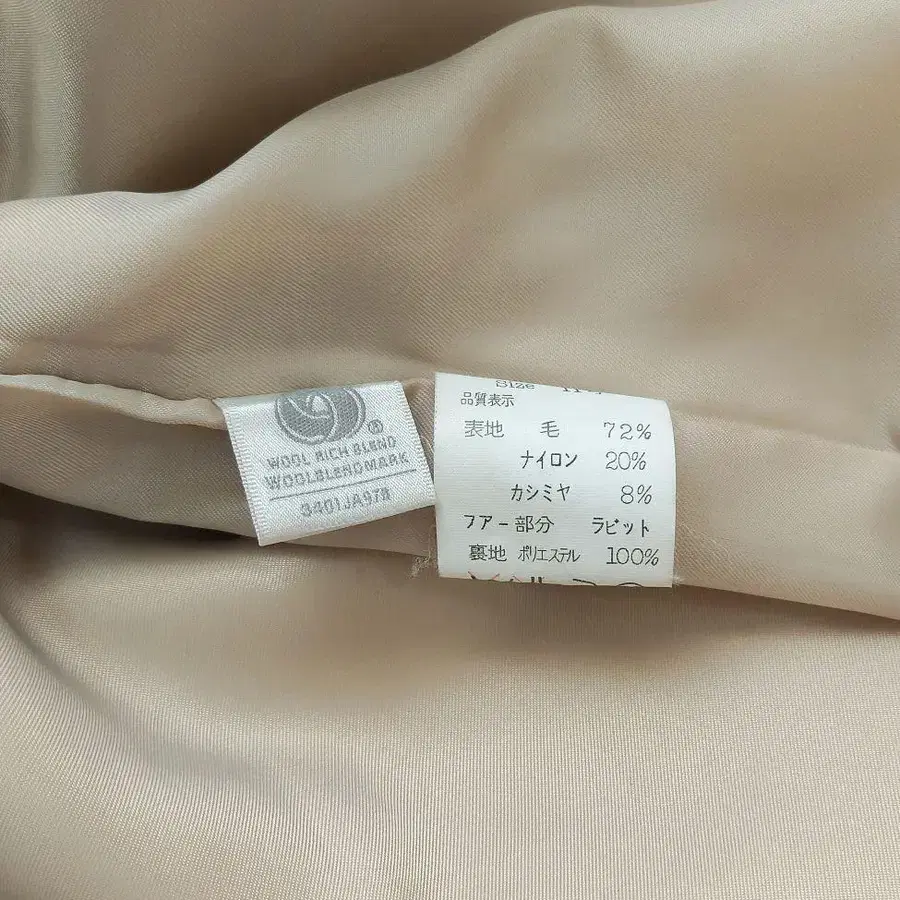 ®
WOOL RICH BLEND
WOOLBLENDMARK
3401JA978
Size
品質表示
表地 毛 72%
ナイロン 20%
カシミヤ 8%
フアー部分 ラビット
裏地 ポリエステル 100%